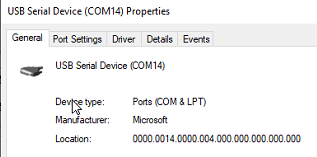 USB Serial Device (COM14) Properties
General Port Settings Driver Details Events
USB Serial Device (COM14)
Device type: Ports (COM & LPT)
Manufacturer: Microsoft
Location: 0000.0014.0000.004.000.000.000.000.000